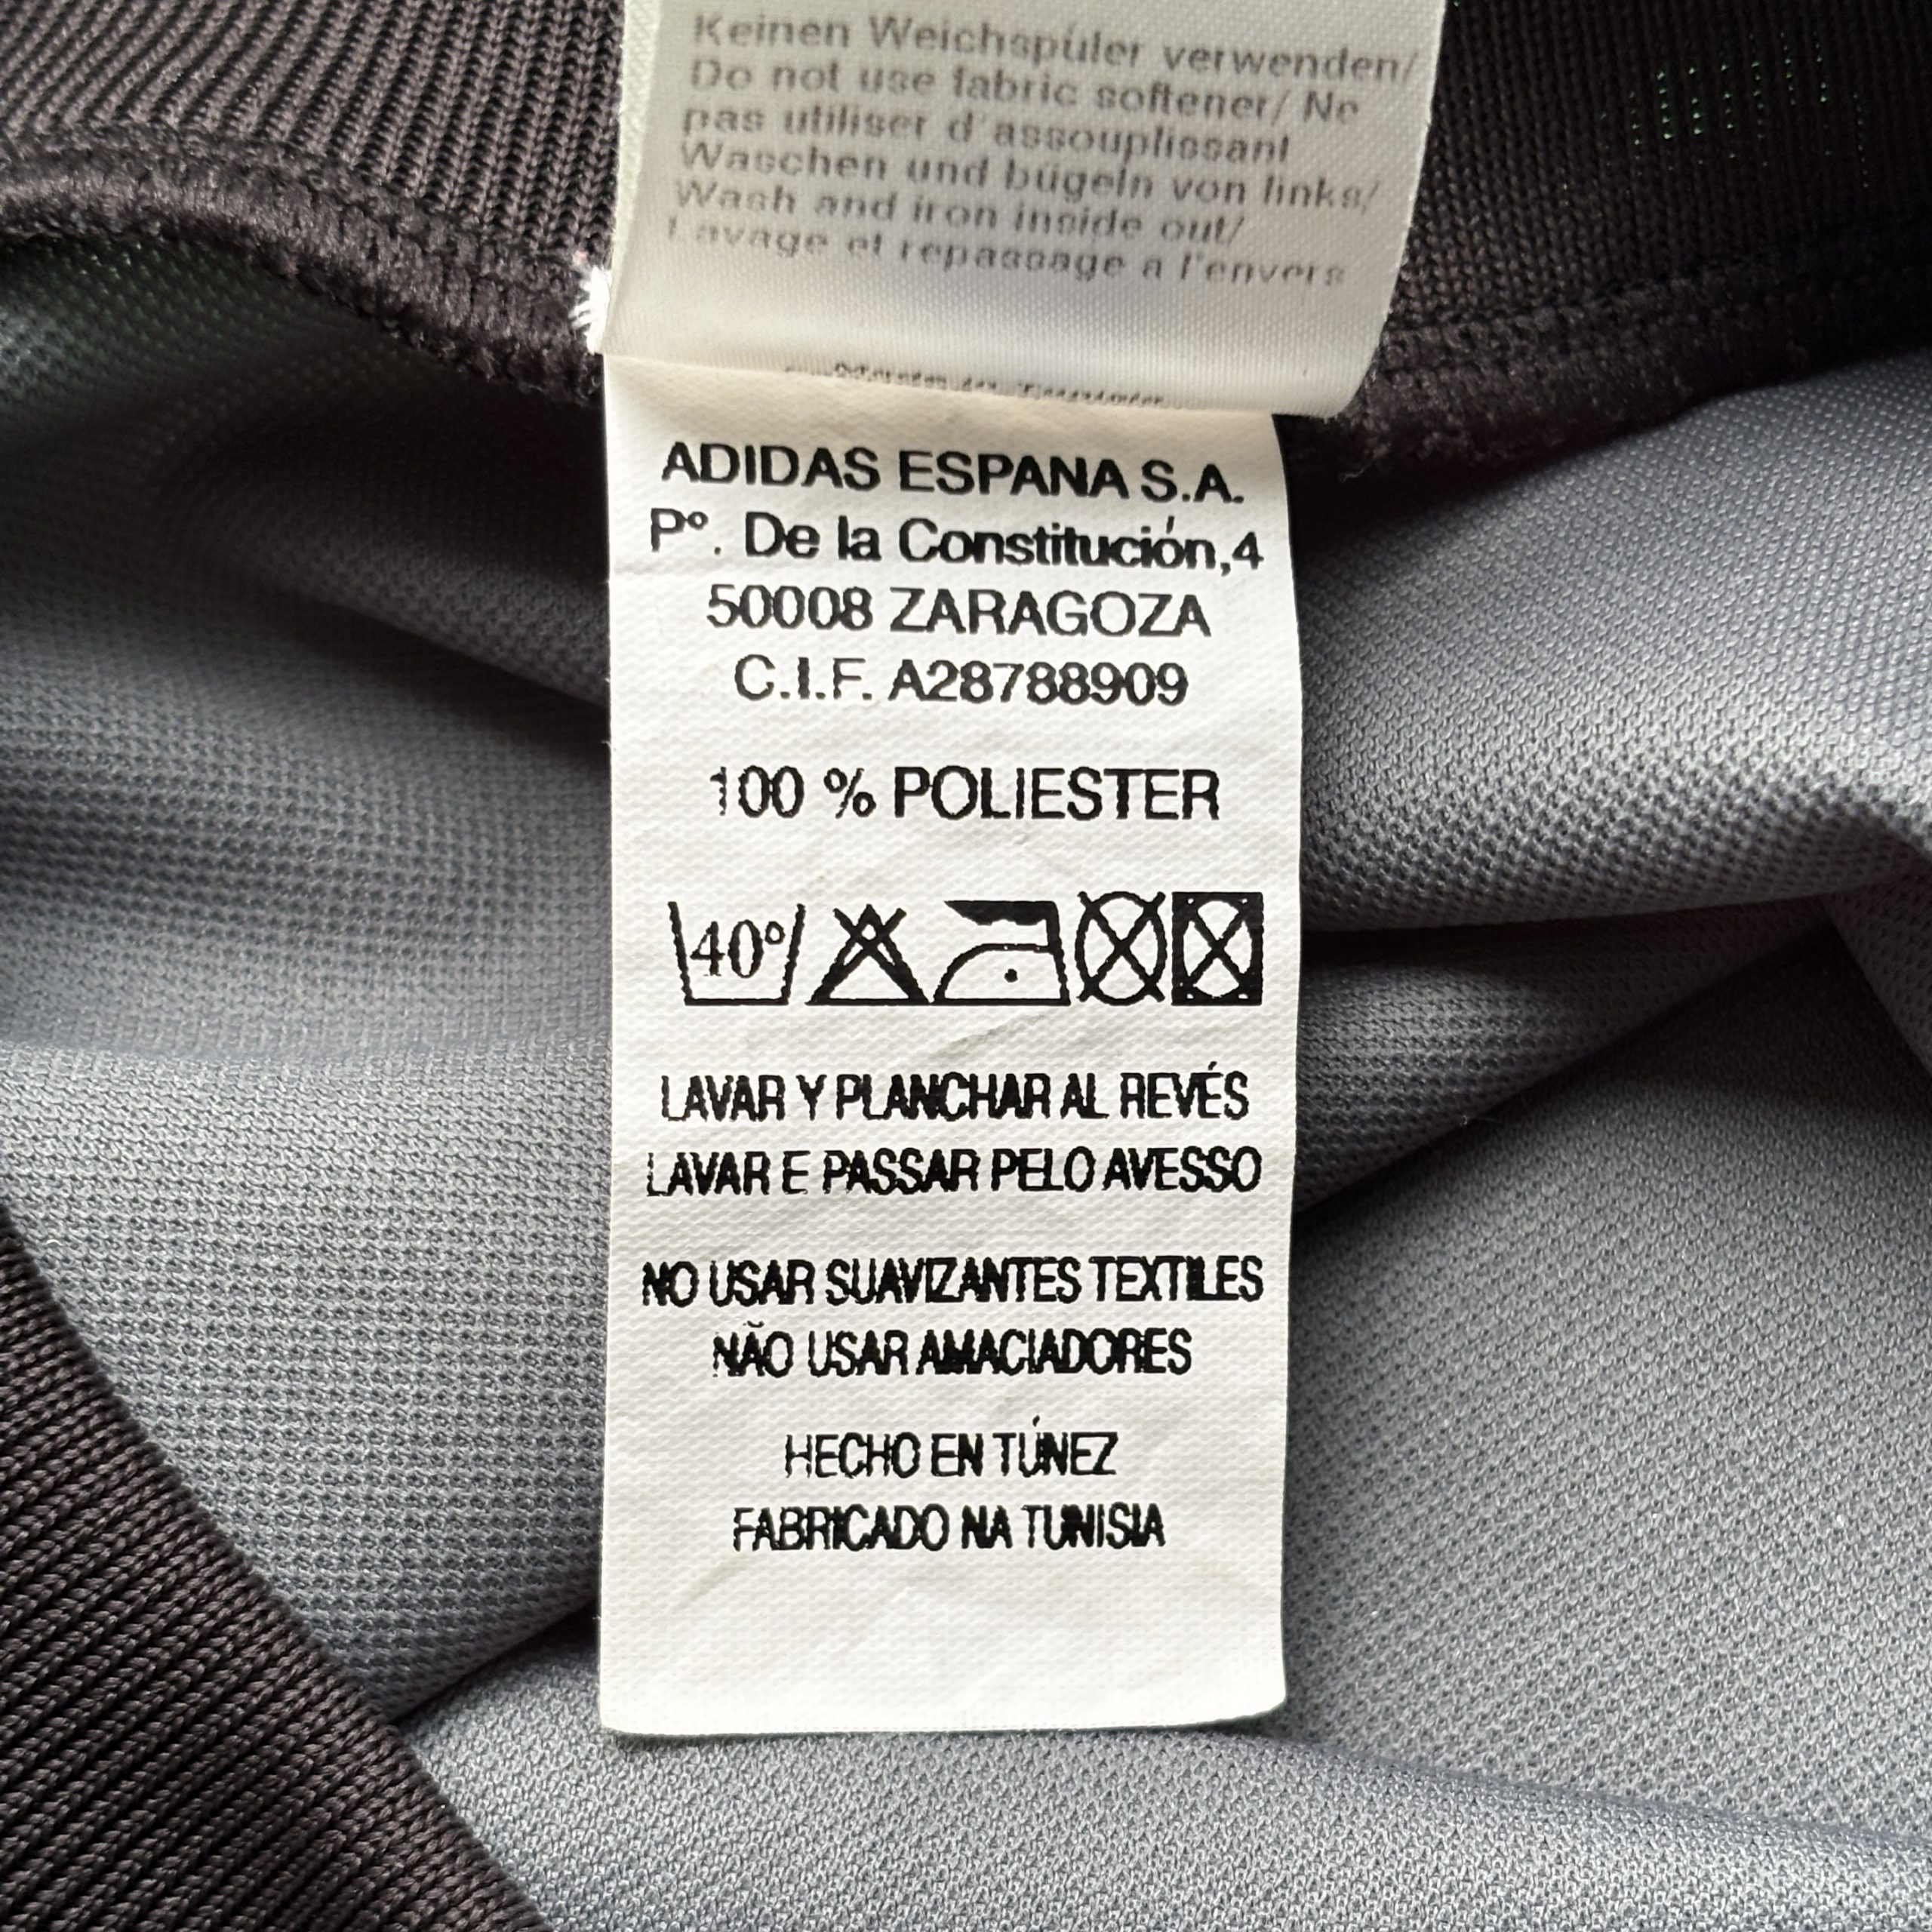 Keinen Weichspüler verwenden/
Do not use fabric softener/ Ne
pas utiliser d'assouplissant
Waschen und bügeln von links/
Wash and iron inside out/
Lavage et repassage a l'envers
ADIDAS ESPANA S.A.
Pº. De la Constitución,4
50008 ZARAGOZA
C.I.F. A28788909
100 % POLIESTER
40°
LAVAR Y PLANCHAR AL REVÉS
LAVAR E PASSAR PELO AVESSO
NO USAR SUAVIZANTES TEXTILES
NÃO USAR AMACIADORES
HECHO EN TÚNEZ
FABRICADO NA TUNISIA